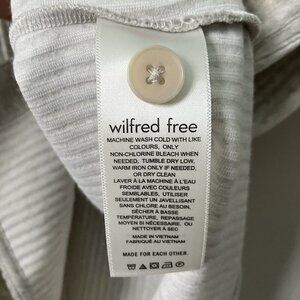 wilfred free
MACHINE WASH COLD WITH LIKE
COLOURS, ONLY
NON-CHLORINE BLEACH WHEN
NEEDED, TUMBLE DRY LOW,
WARM IRON ONLY IF NEEDED,
OR DRY CLEAN
LAVER À LA MACHINE À L'EAU
FROIDE AVEC COULEURS
SEMBLABLES, UTILISER
SEULEMENT UN JAVELLISANT
SANS CHLORE AU BESOIN,
SÉCHER À BASSE
TEMPÉRATURE, REPASSAGE
MOYEN SI NÉCESSAIRE, OU
NETTOYER À SEC
MADE IN VIETNAM
FABRIQUÉ AU VIETNAM
MADE FOR EACH OTHER.